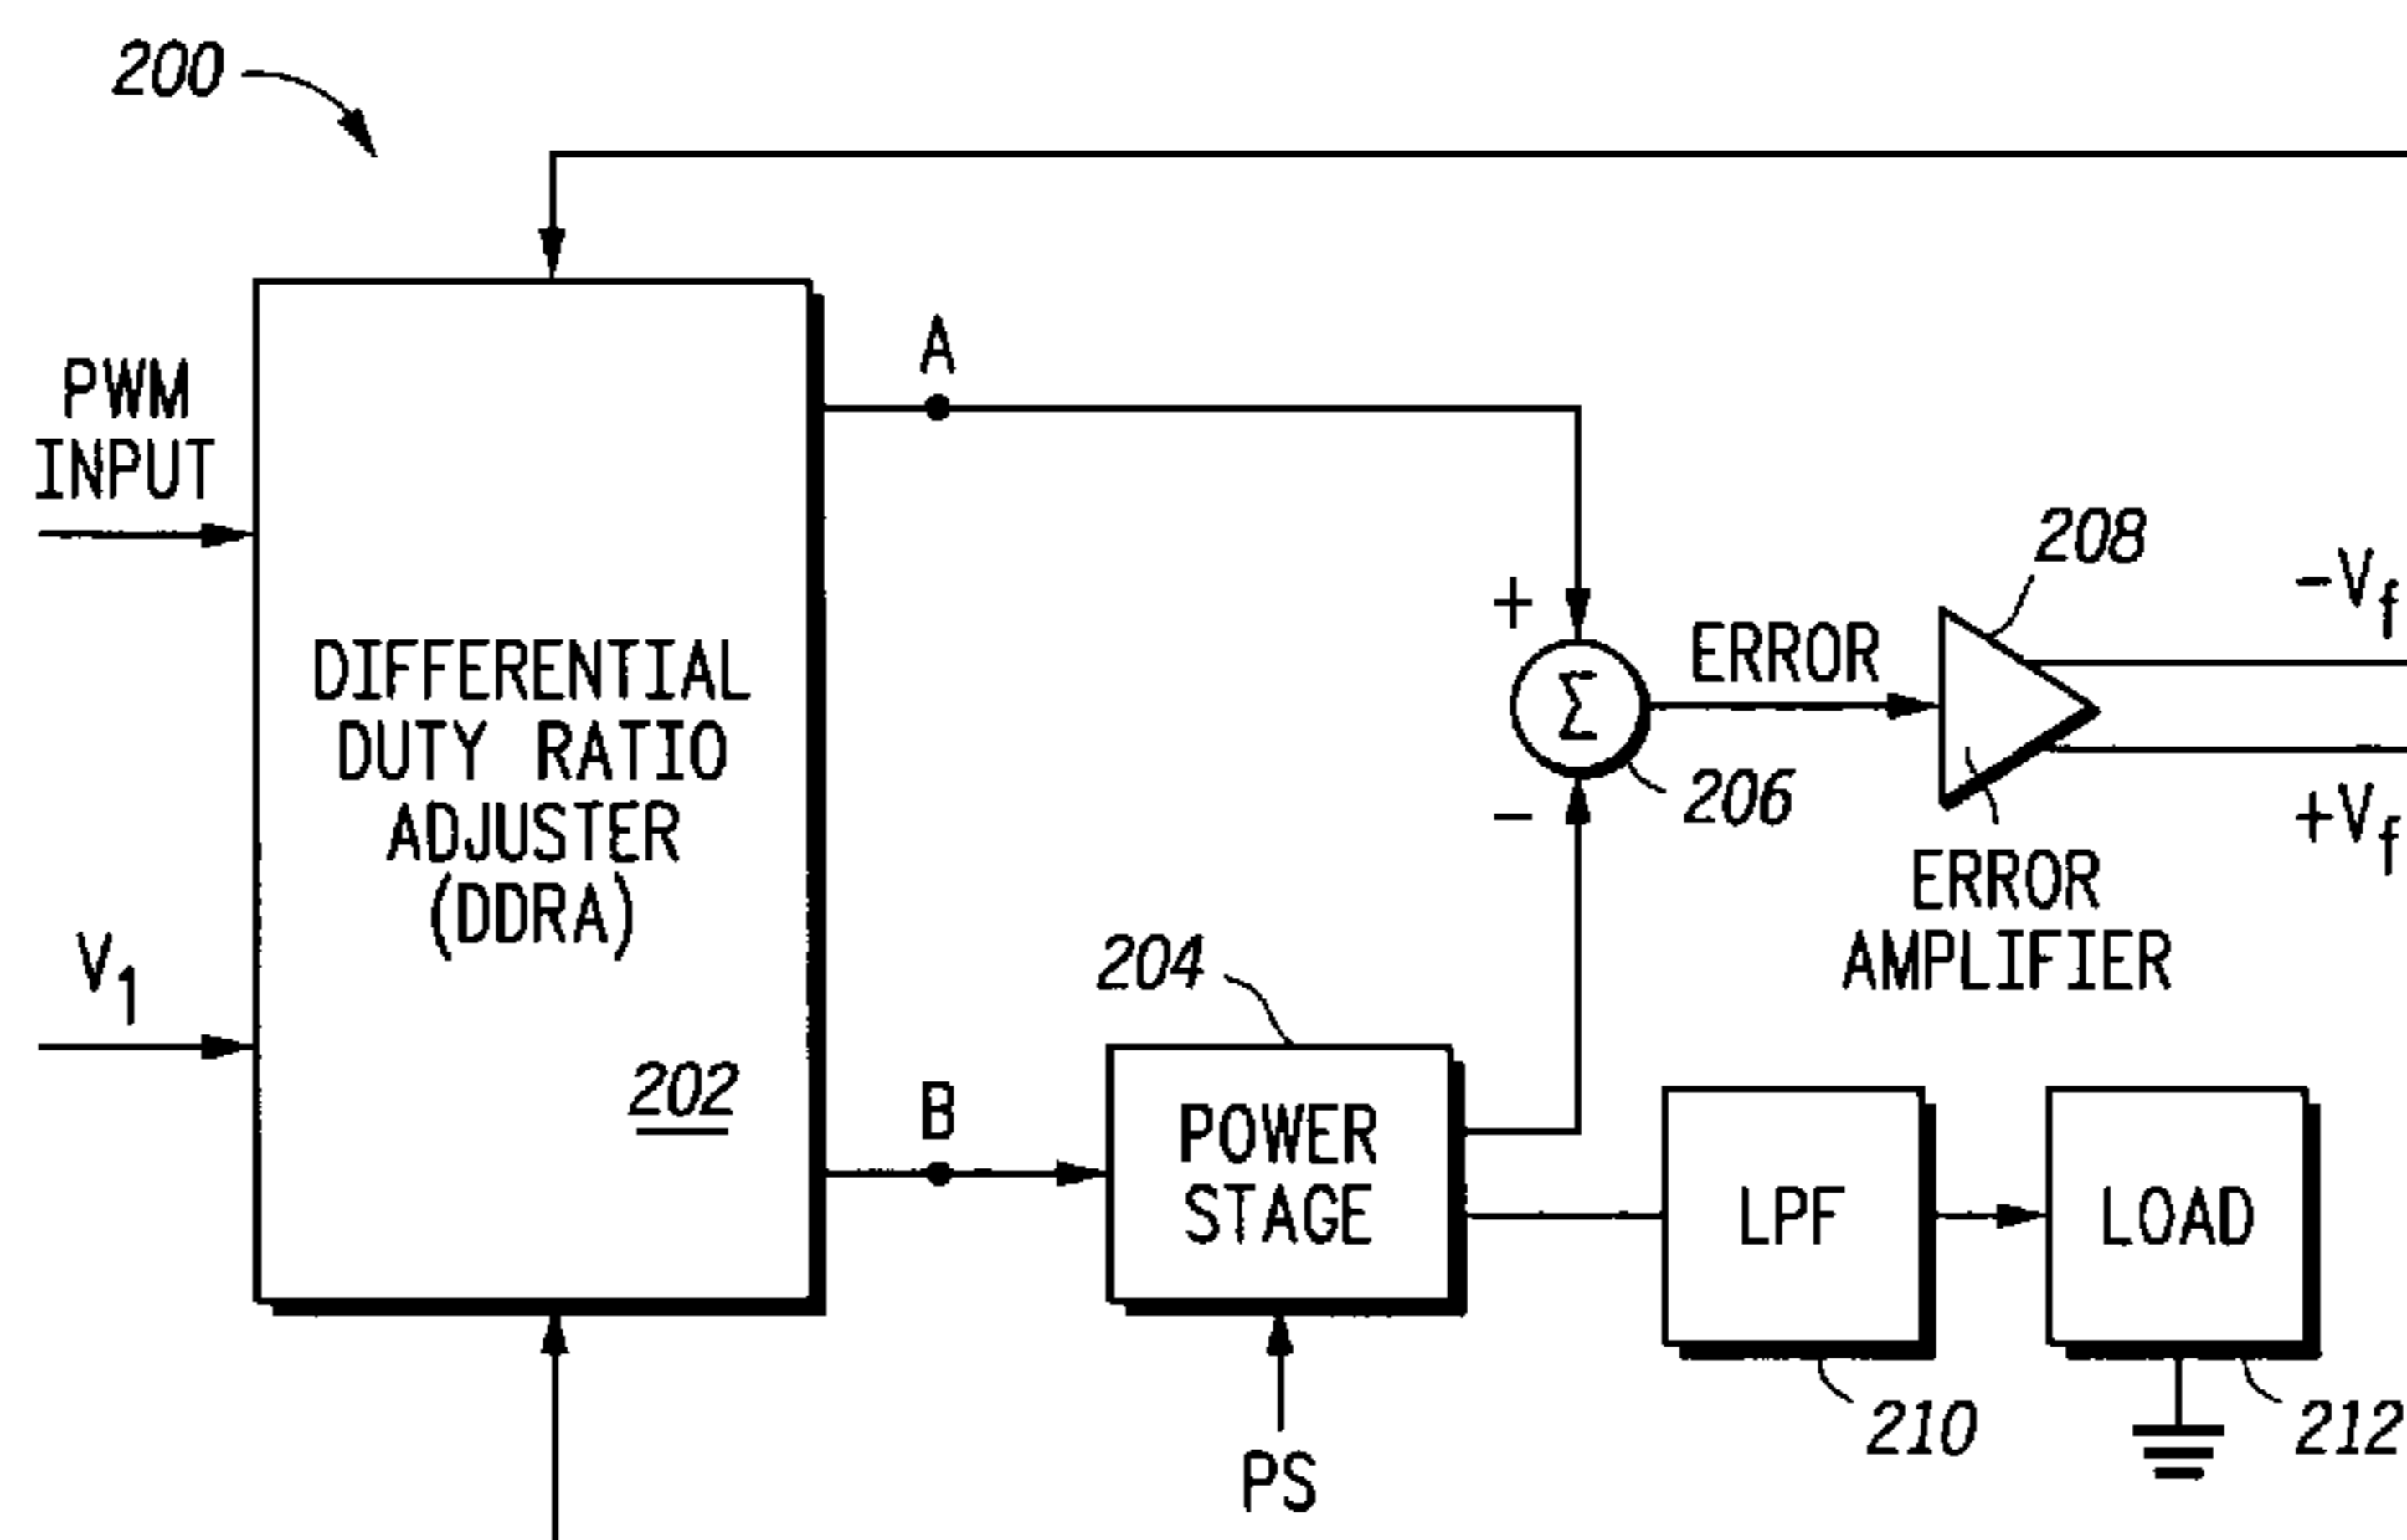 200
PWM
INPUT
V1
DIFFERENTIAL
DUTY RATIO
ADJUSTER
(DDRA)
202
A
B
204
POWER
STAGE
PS
+
Σ
-
206
ERROR
208
ERROR
AMPLIFIER
-Vf
+Vf
LPF
210
LOAD
212